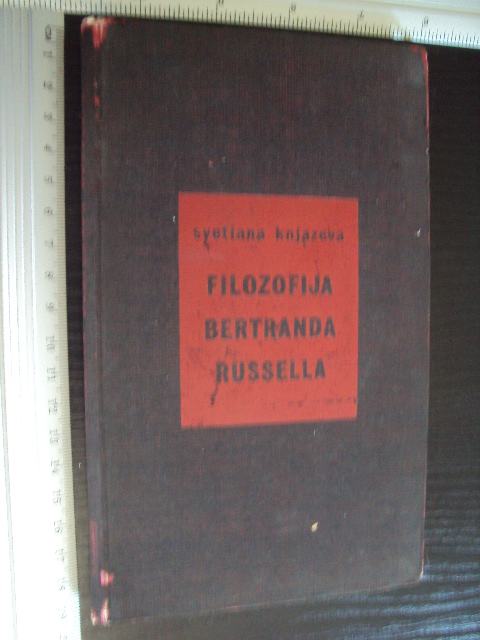 svetlana knjazeva
FILOZOFIJA
BERTRANDA
RUSSELLA